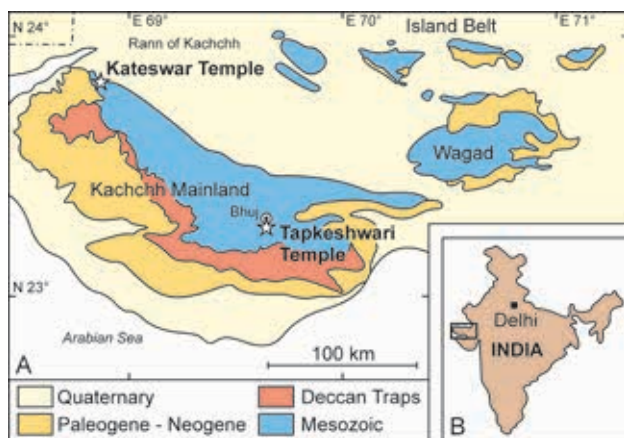 E 69° E 70° E 71°
N 24°
Rann of Kachchh
Island Belt
Kateswar Temple
Wagad
Kachchh Mainland
Bhuj
Tapkeshwari
Temple
N 23°
Arabian Sea
100 km
A
Quaternary
Deccan Traps
Paleogene - Neogene
Mesozoic
Delhi
INDIA
B